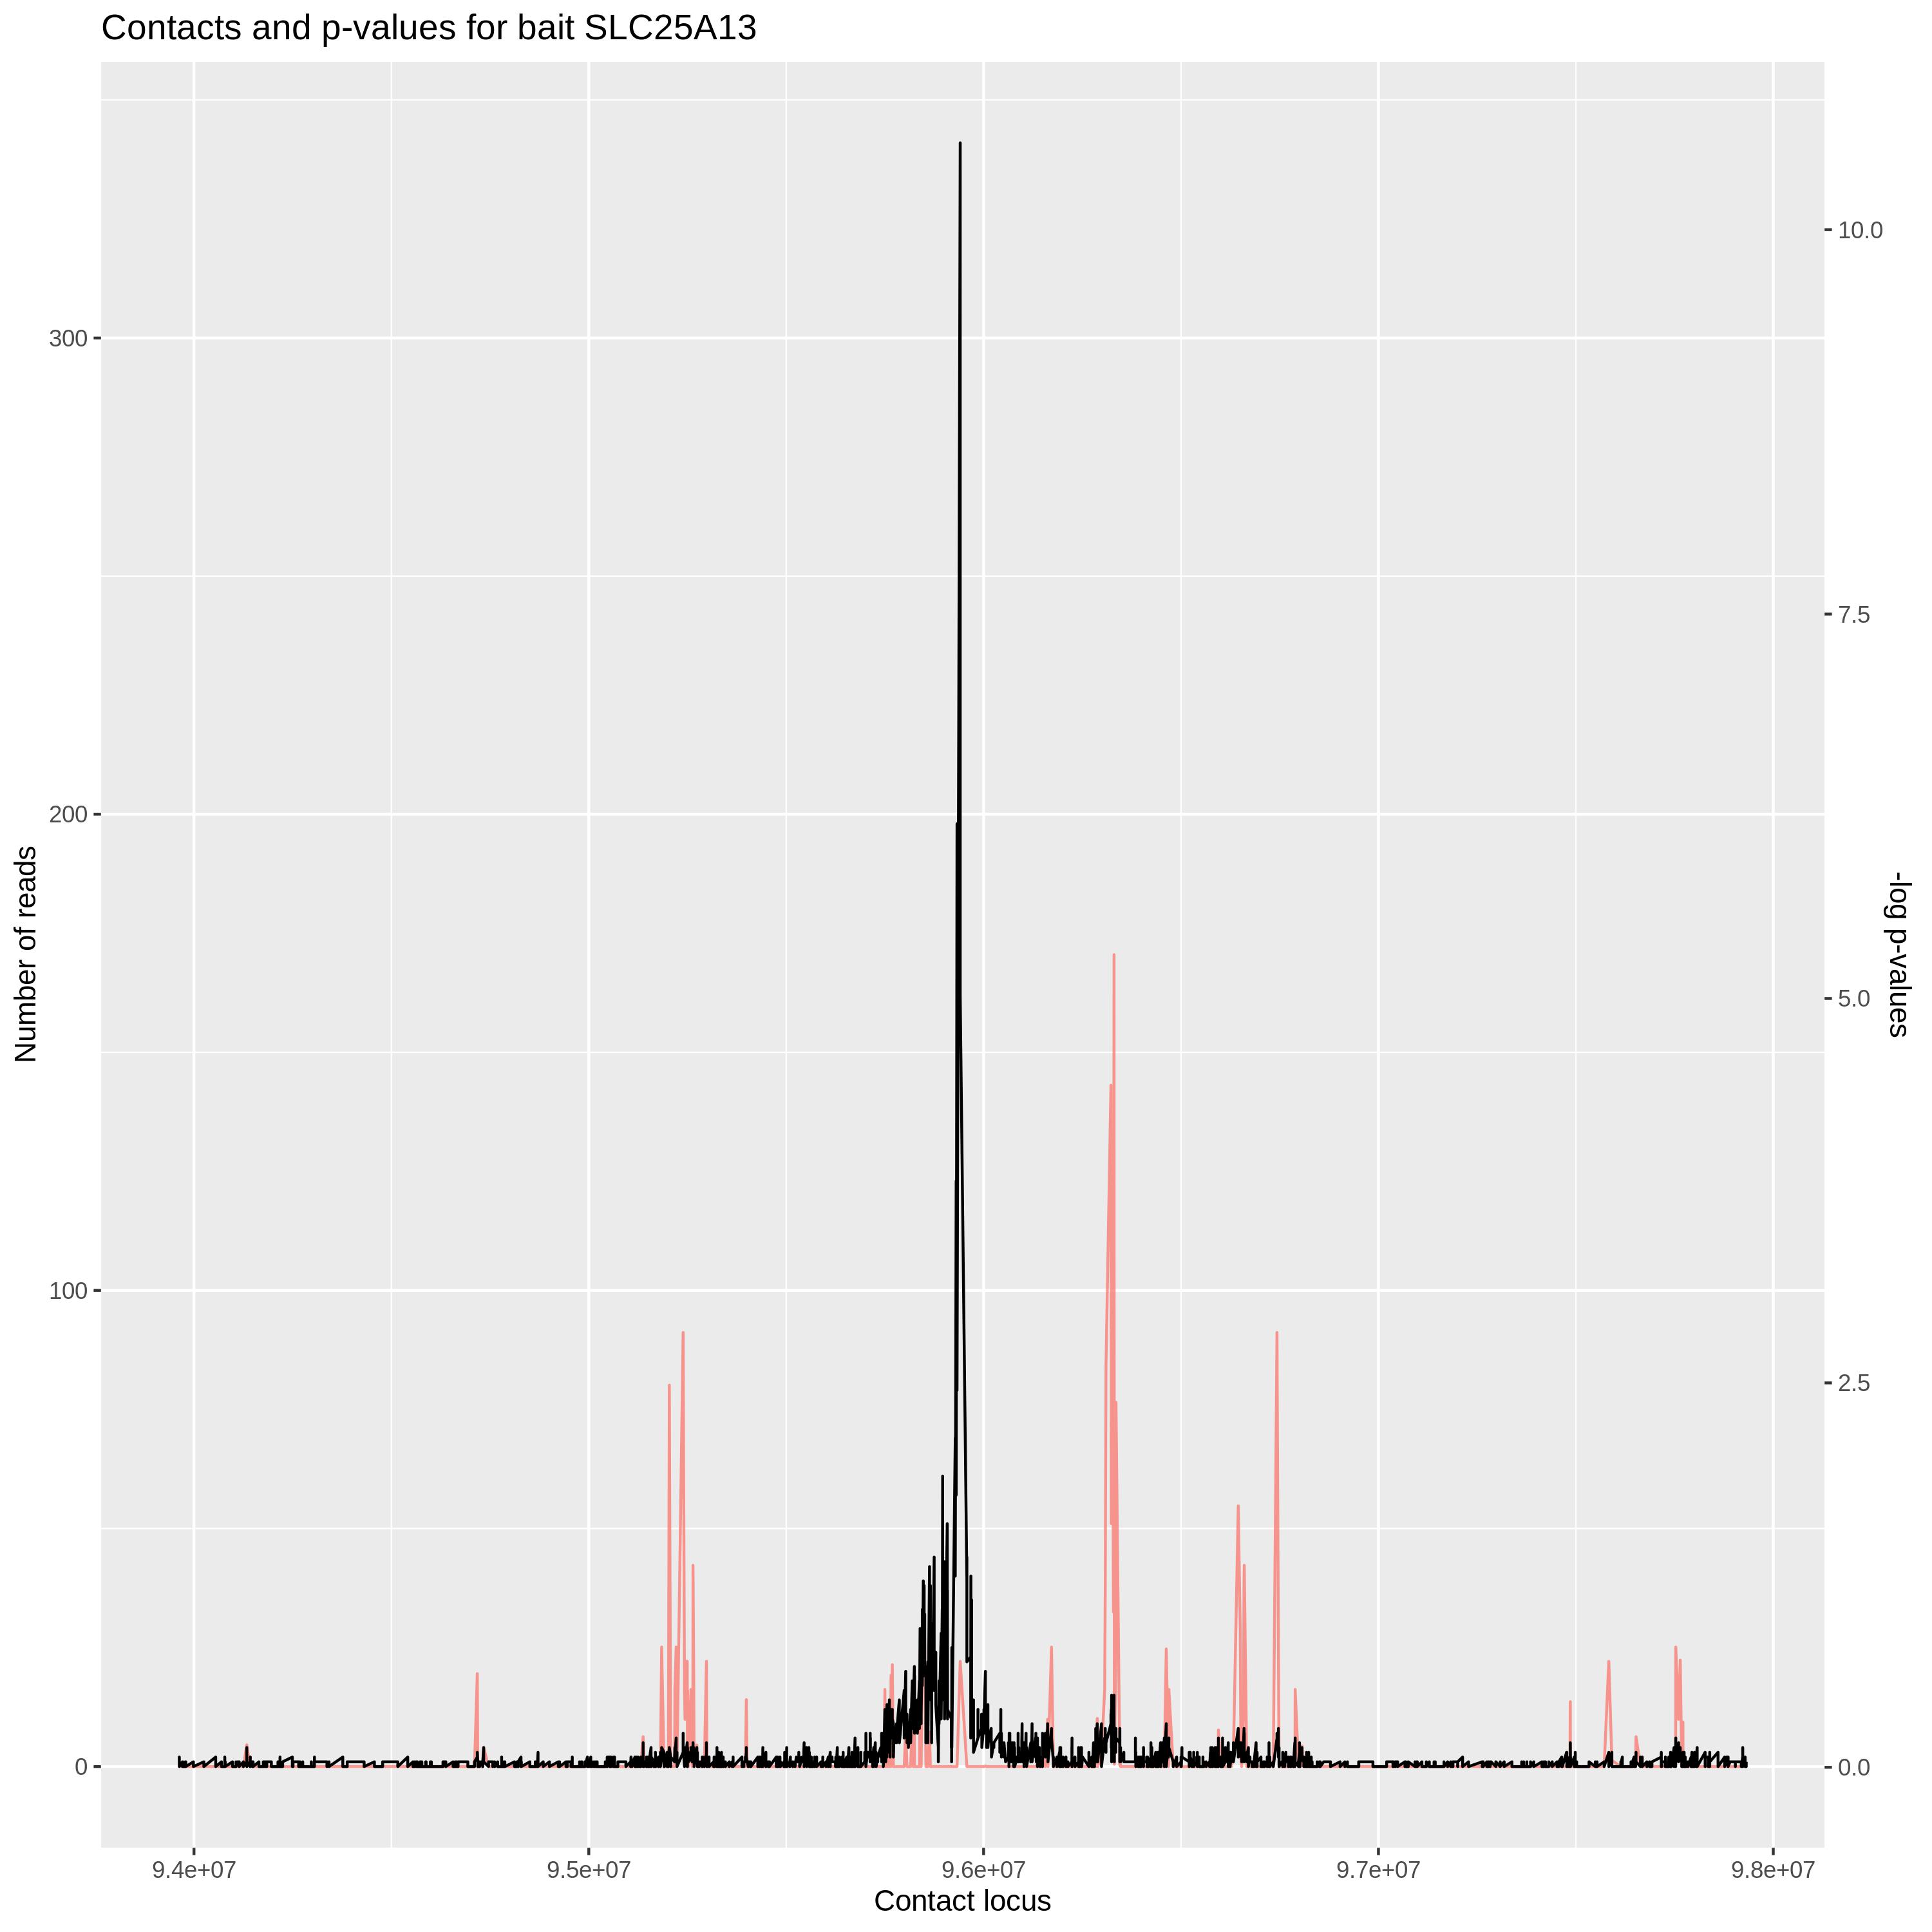 Contacts and p-values for bait SLC25A13
Number of reads
300
200
100
0
10.0
7.5
5.0
2.5
0.0
-log p-values
9.4e+07
9.5e+07
9.6e+07
9.7e+07
9.8e+07
Contact locus